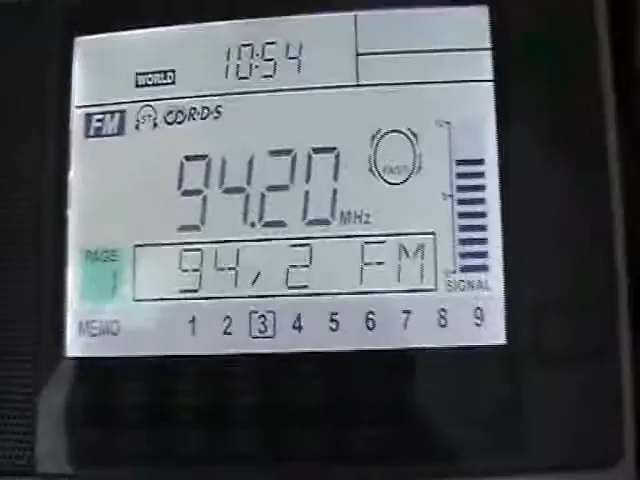 WORLD 10:54
FM ST R·D·S
94.20 MHz FAST
PAGE 1 94,2 FM
SIGNAL
MEMO 1 2 3 4 5 6 7 8 9